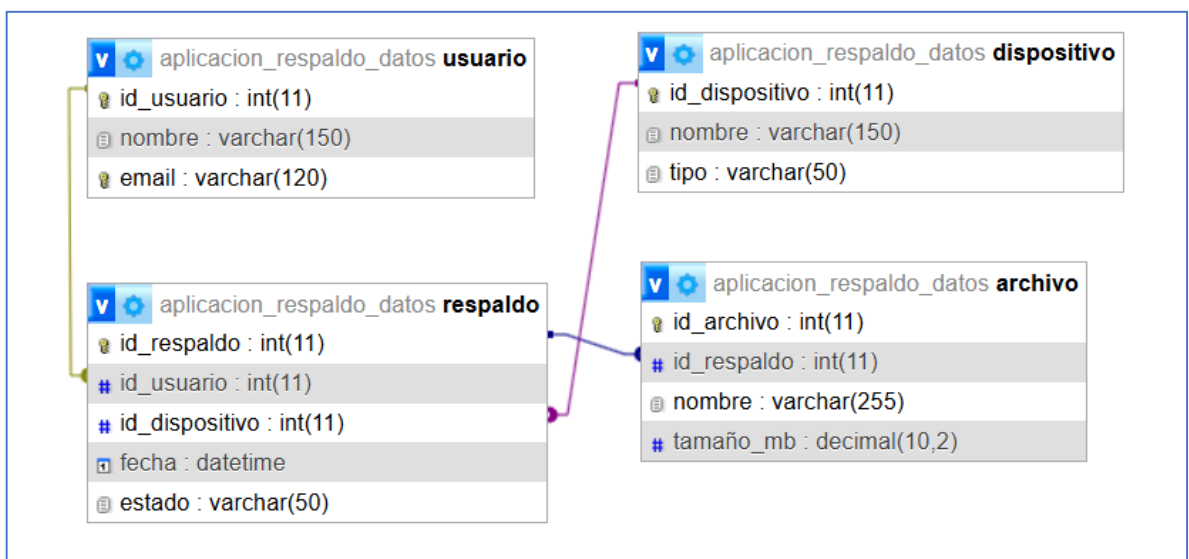 v aplicacion_respaldo_datos usuario
id_usuario : int(11)
nombre : varchar(150)
email : varchar(120)
v aplicacion_respaldo_datos dispositivo
id_dispositivo : int(11)
nombre : varchar(150)
tipo : varchar(50)
v aplicacion_respaldo_datos respaldo
id_respaldo : int(11)
# id_usuario : int(11)
# id_dispositivo : int(11)
fecha : datetime
estado : varchar(50)
v aplicacion_respaldo_datos archivo
id_archivo : int(11)
# id_respaldo : int(11)
nombre : varchar(255)
# tamaño_mb : decimal(10,2)